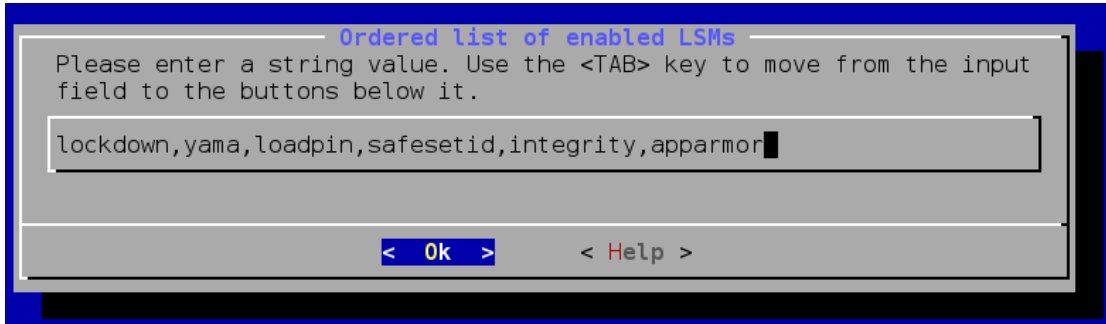 Ordered list of enabled LSMs
Please enter a string value. Use the <TAB> key to move from the input
field to the buttons below it.
lockdown,yama,loadpin,safesetid,integrity,apparmor
< Ok > < Help >